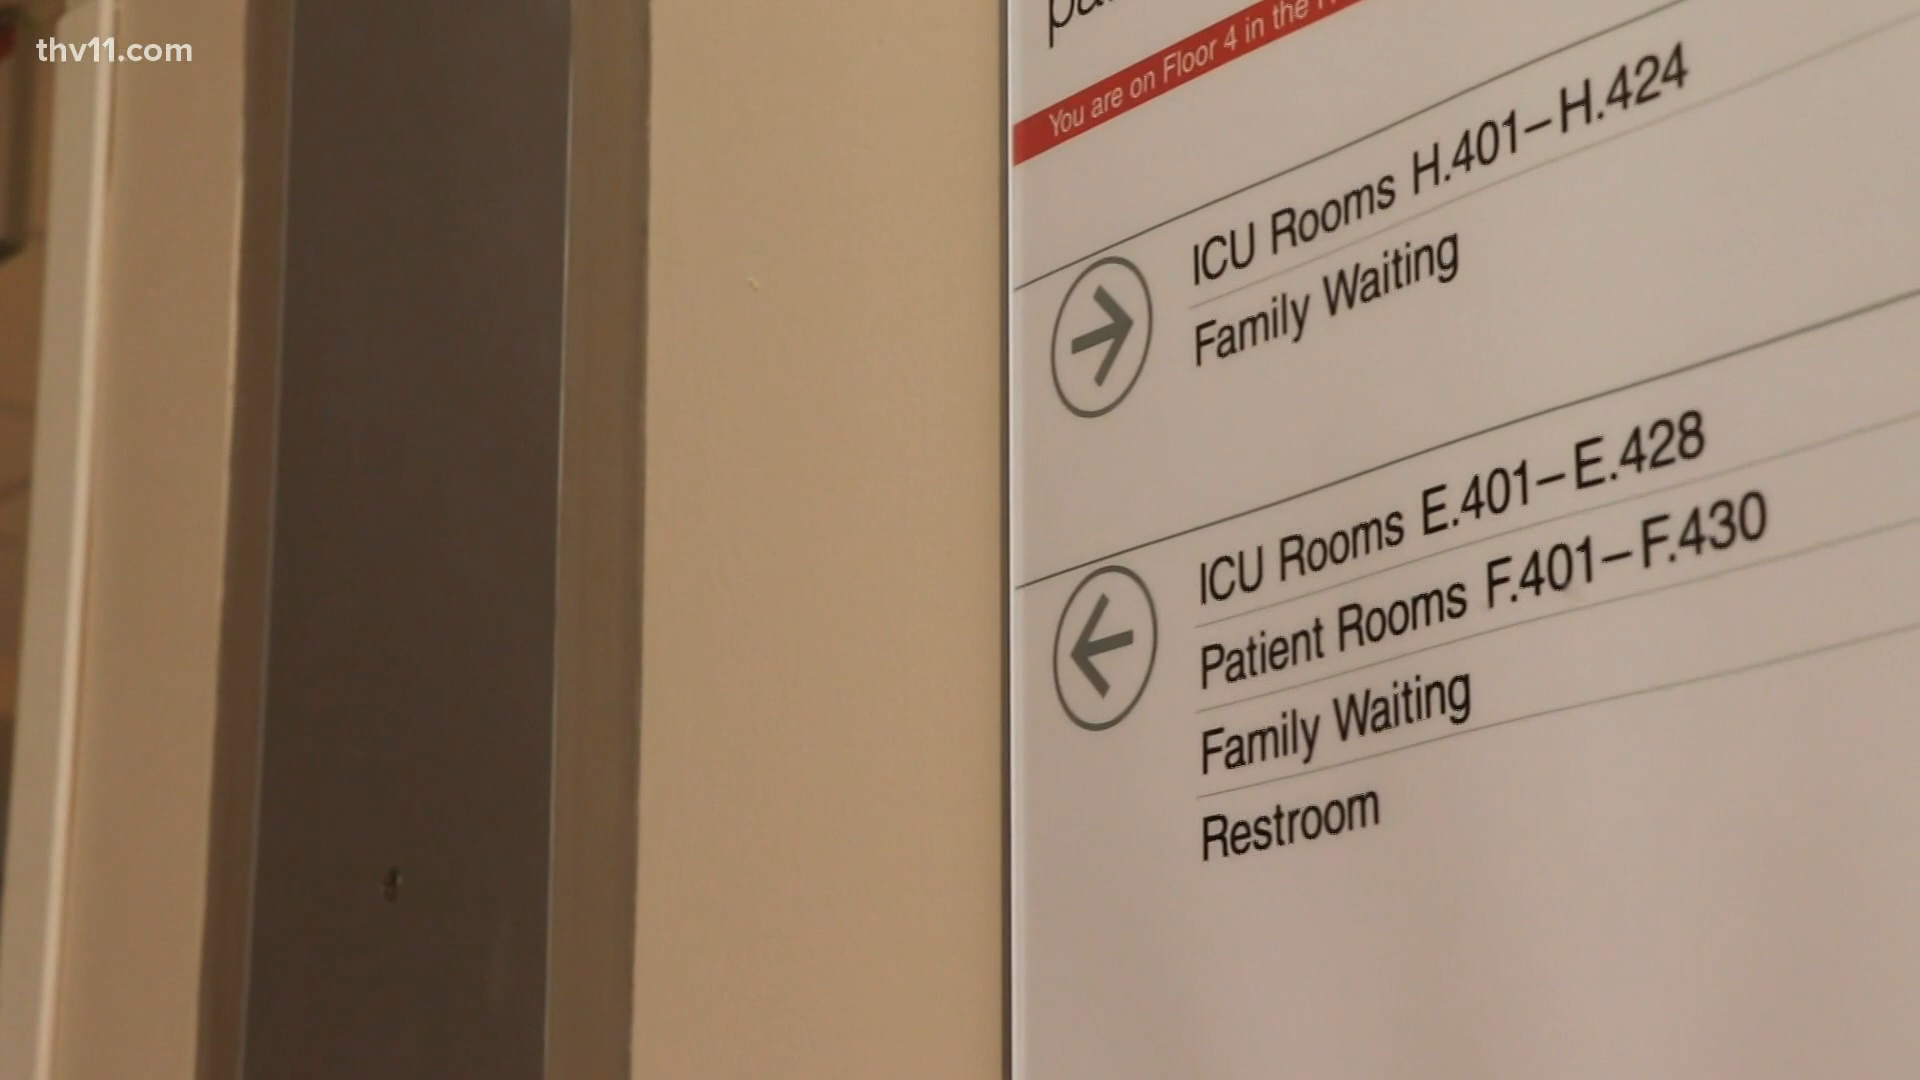 thv11.com
You are on Floor 4 in the
ICU Rooms H.401–H.424
Family Waiting
ICU Rooms E.401–E.428
Patient Rooms F.401–F.430
Family Waiting
Restroom